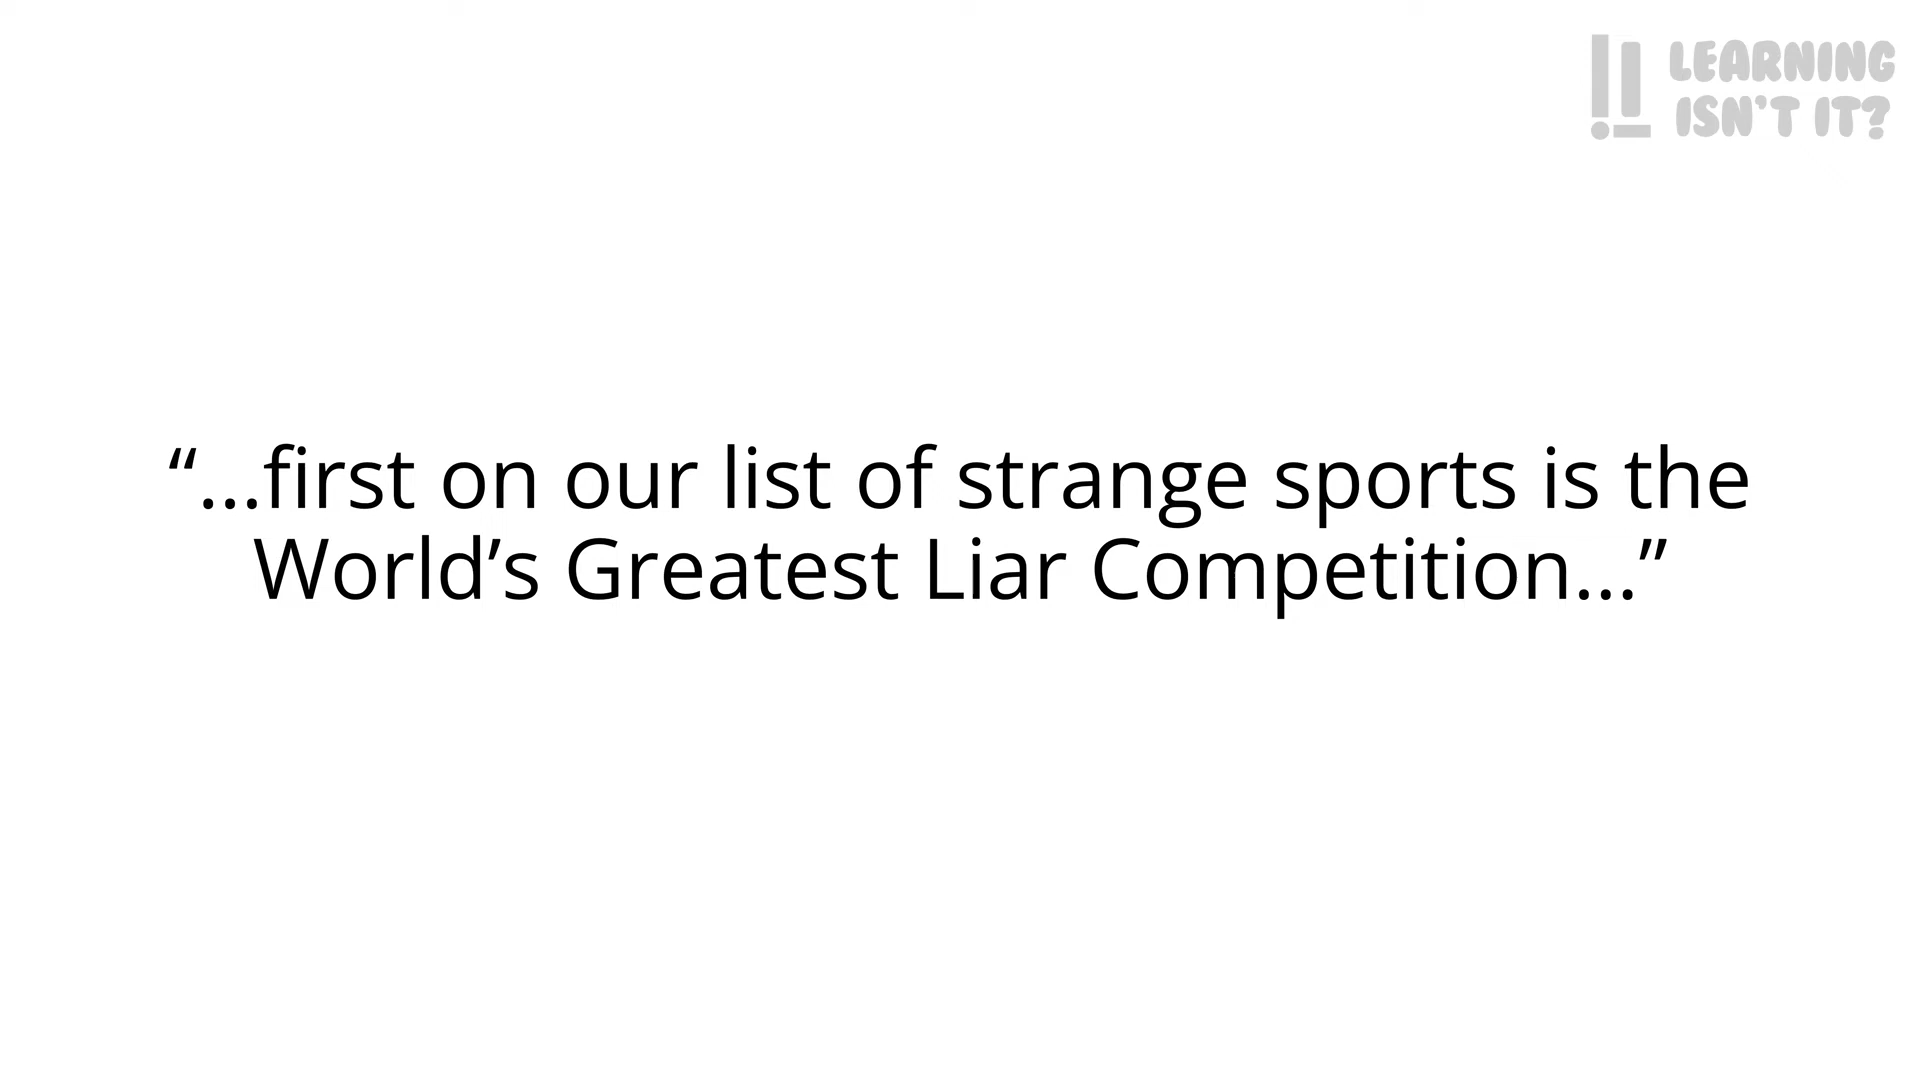 LEARNING
ISN'T IT?
“...first on our list of strange sports is the
World’s Greatest Liar Competition...”